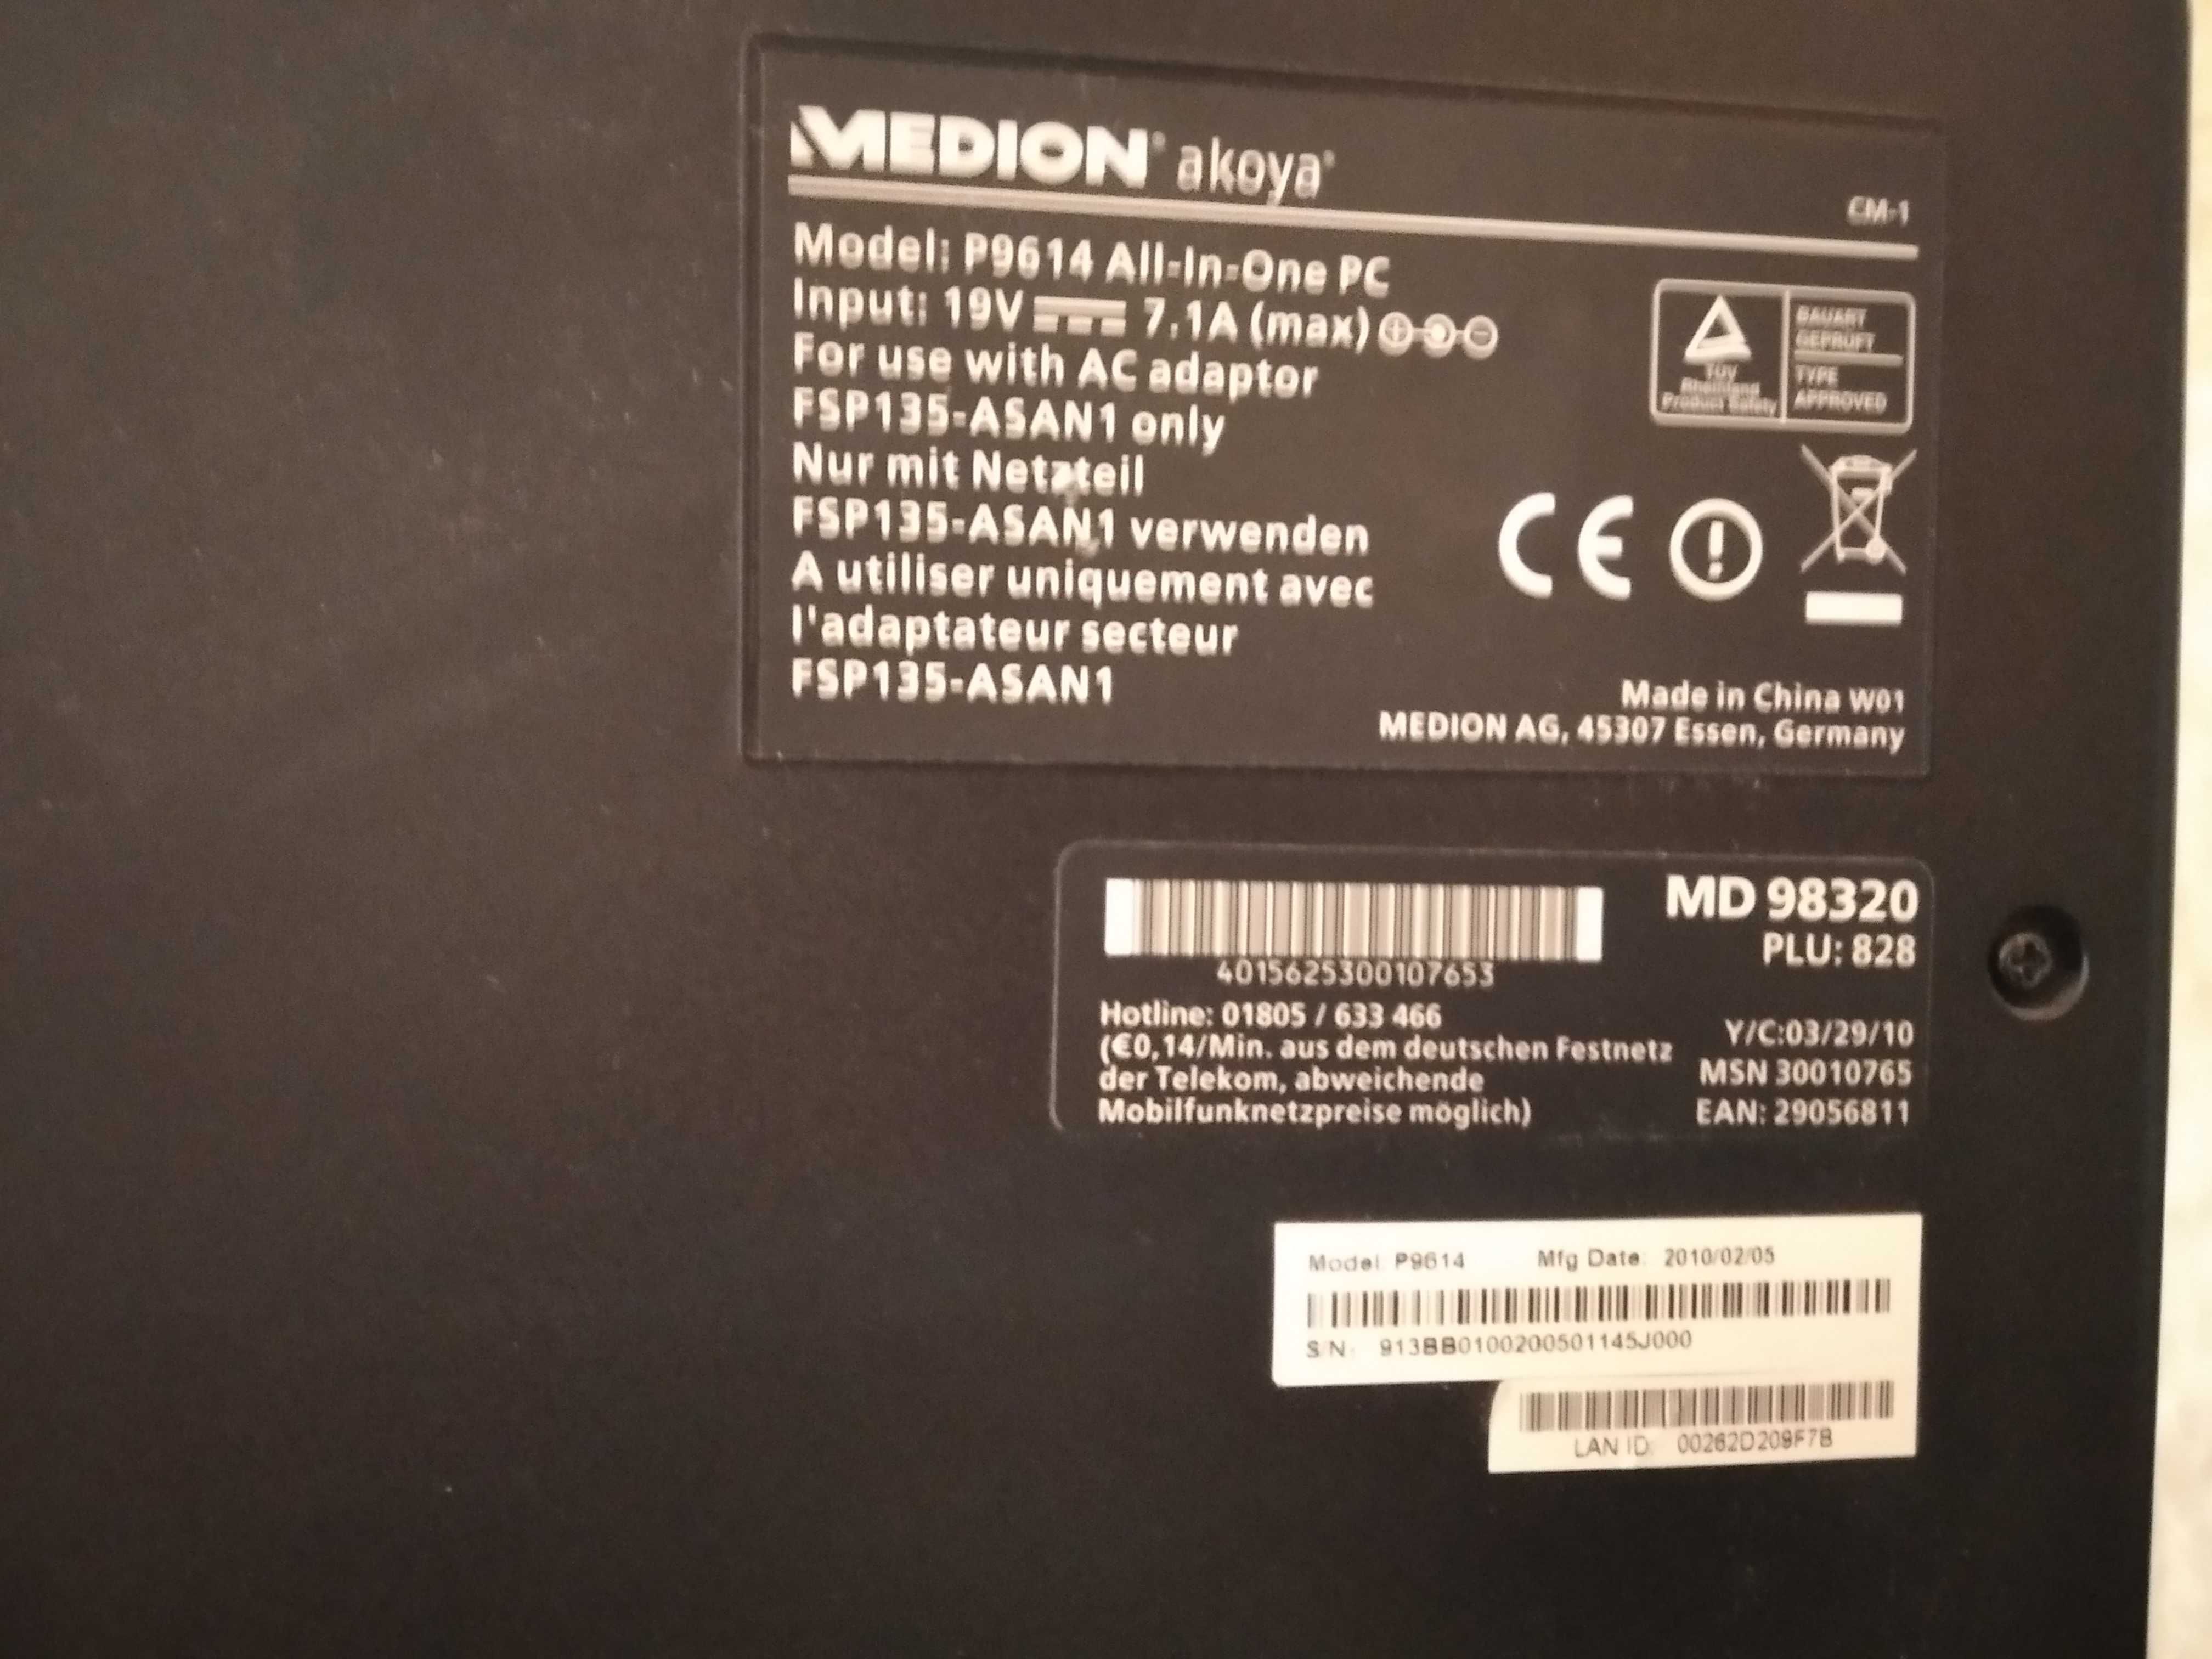 MEDION® akoya®
CM-1
Model: P9614 All-In-One PC
Input: 19V 7.1A (max)
For use with AC adaptor
FSP135-ASAN1 only
Nur mit Netzteil
FSP135-ASAN1 verwenden
A utiliser uniquement avec
l'adaptateur secteur
FSP135-ASAN1
BAUART
GEPRÜFT
TYPE
APPROVED
TÜV
Rheinland
Product Safety
CE
Made in China W01
MEDION AG, 45307 Essen, Germany
MD 98320
PLU: 828
4015625300107653
Hotline: 01805 / 633 466
(€0,14/Min. aus dem deutschen Festnetz
der Telekom, abweichende
Mobilfunknetzpreise möglich)
Y/C:03/29/10
MSN 30010765
EAN: 29056811
Model: P9614 Mfg Date: 2010/02/05
S/N: 913BB0100200501145J000
LAN ID: 00262D209F7B